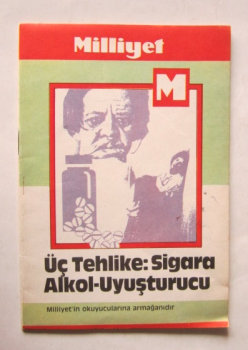 Milliyet
M
Üç Tehlike: Sigara
Alkol-Uyuşturucu
Milliyet'in okuyucularına armağanıdır